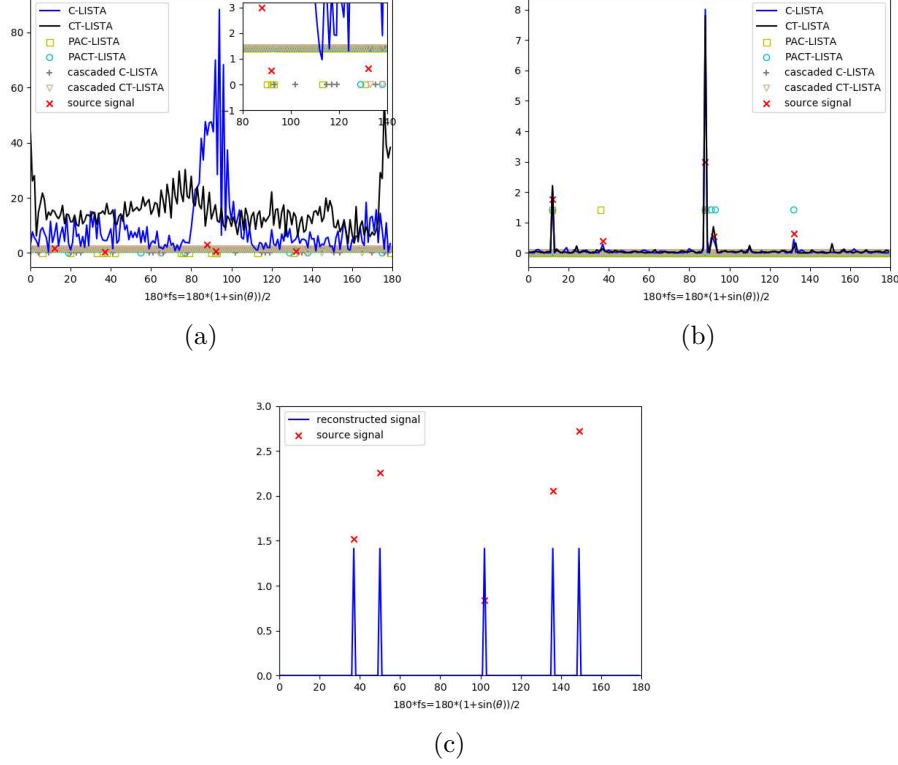 80
60
40
20
0
0 20 40 60 80 100 120 140 160 180
180*fs=180*(1+sin(θ))/2
C-LISTA
CT-LISTA
PAC-LISTA
PACT-LISTA
cascaded C-LISTA
cascaded CT-LISTA
source signal
3
2
1
0
−1
80 100 120 140
(a)
8
7
6
5
4
3
2
1
0
0 20 40 60 80 100 120 140 160 180
180*fs=180*(1+sin(θ))/2
C-LISTA
CT-LISTA
PAC-LISTA
PACT-LISTA
cascaded C-LISTA
cascaded CT-LISTA
source signal
(b)
3.0
2.5
2.0
1.5
1.0
0.5
0.0
0 20 40 60 80 100 120 140 160 180
180*fs=180*(1+sin(θ))/2
reconstructed signal
source signal
(c)